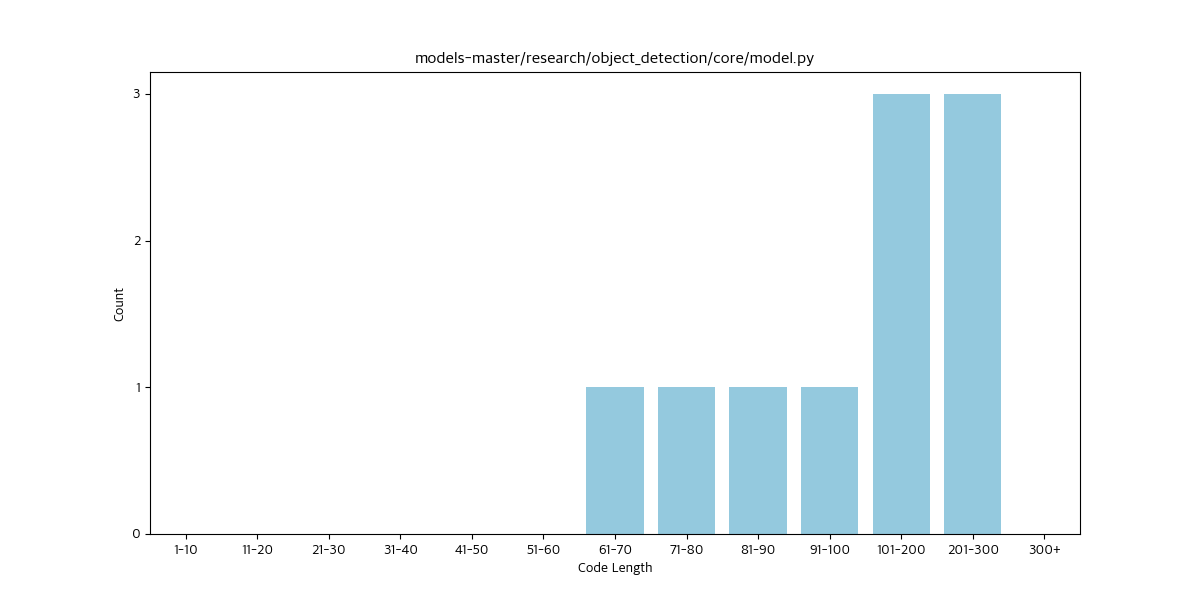 models-master/research/object_detection/core/model.py
Count
3
2
1
0
1-10 11-20 21-30 31-40 41-50 51-60 61-70 71-80 81-90 91-100 101-200 201-300 300+
Code Length